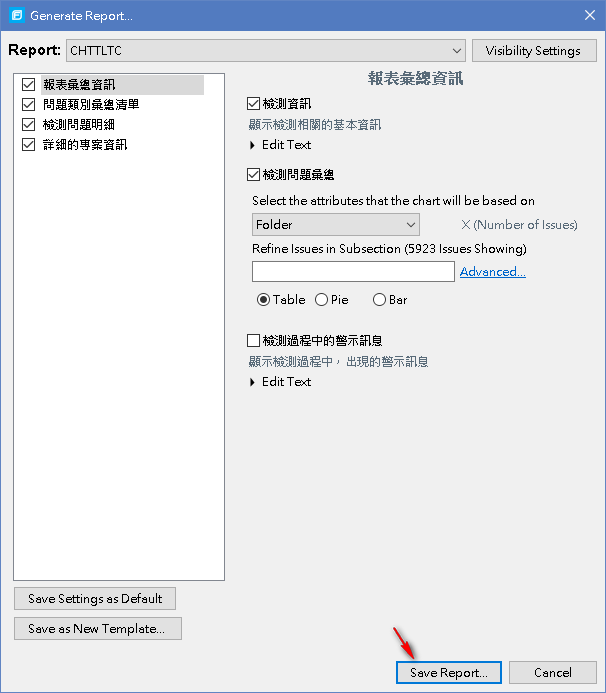 Generate Report...
Report: CHTTLTC Visibility Settings
報表彙總資訊
問題類別彙總清單
檢測問題明細
詳細的專案資訊
報表彙總資訊
檢測資訊
顯示檢測相關的基本資訊
Edit Text
檢測問題彙總
Select the attributes that the chart will be based on
Folder X (Number of Issues)
Refine Issues in Subsection (5923 Issues Showing)
Advanced...
Table Pie Bar
檢測過程中的警示訊息
顯示檢測過程中，出現的警示訊息
Edit Text
Save Settings as Default
Save as New Template...
Save Report... Cancel